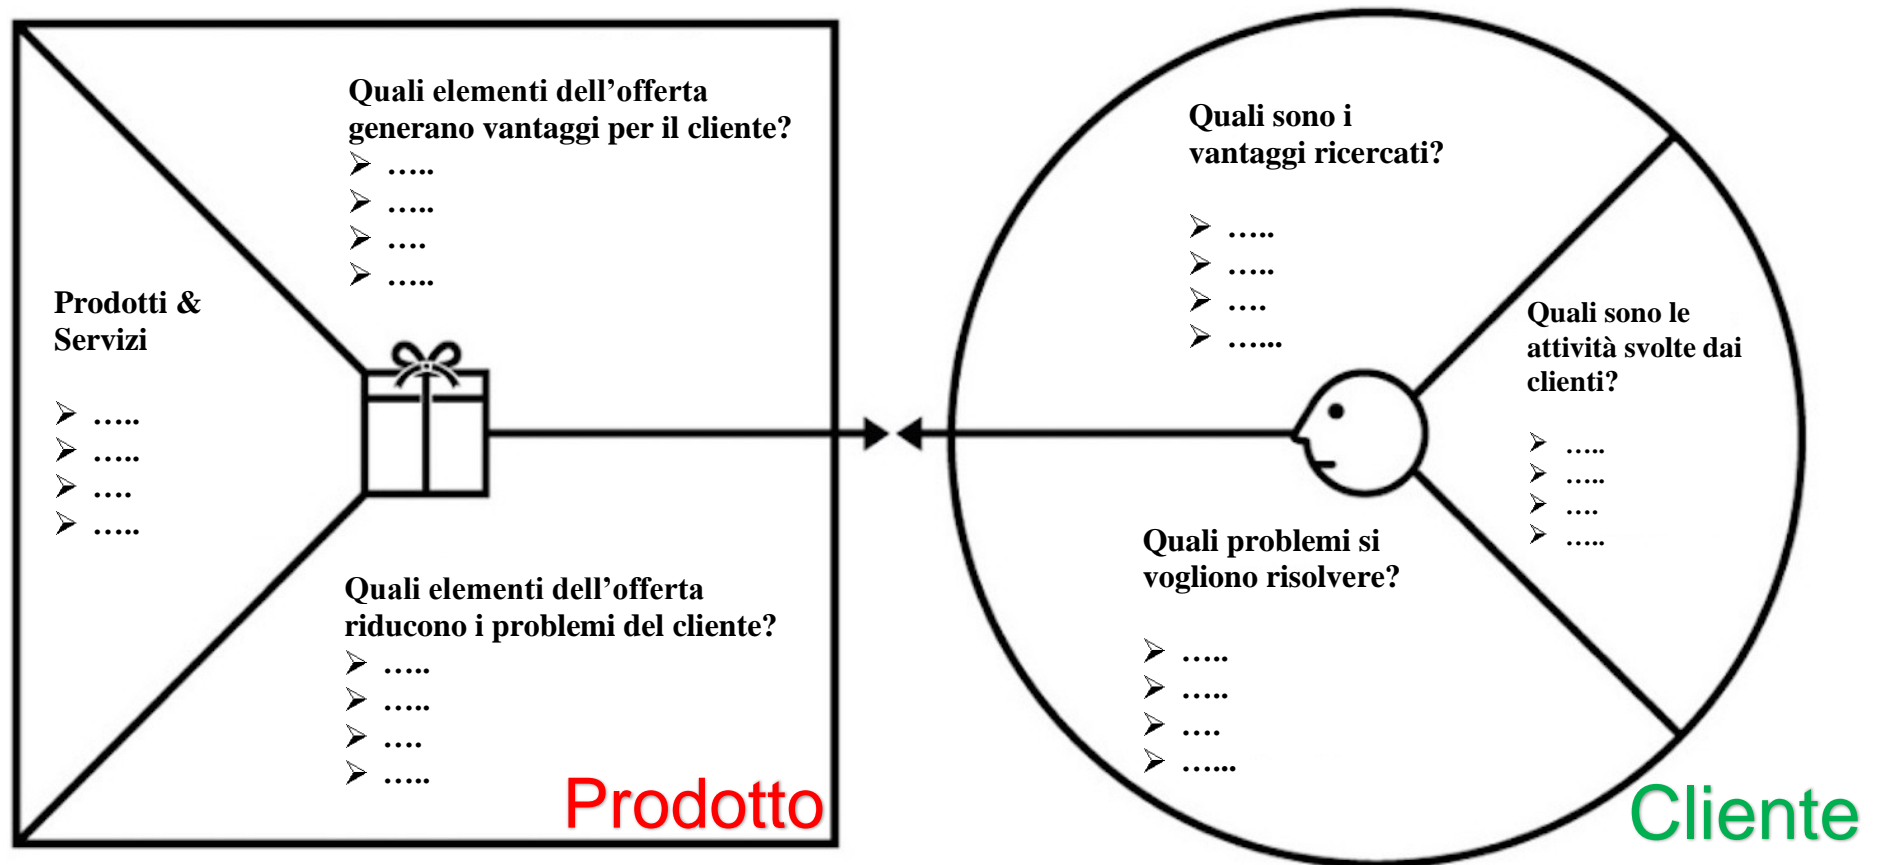 Quali elementi dell’offerta
generano vantaggi per il cliente?
➢ …..
➢ …..
➢ ….
➢ …..
Prodotti &
Servizi
➢ …..
➢ …..
➢ ….
➢ …..
Quali elementi dell’offerta
riducono i problemi del cliente?
➢ …..
➢ …..
➢ ….
➢ …..
Prodotto
Quali sono i
vantaggi ricercati?
➢ …..
➢ …..
➢ ….
➢ …...
Quali sono le
attività svolte dai
clienti?
➢ …..
➢ …..
➢ ….
➢ …..
Quali problemi si
vogliono risolvere?
➢ …..
➢ …..
➢ ….
➢ …...
Cliente